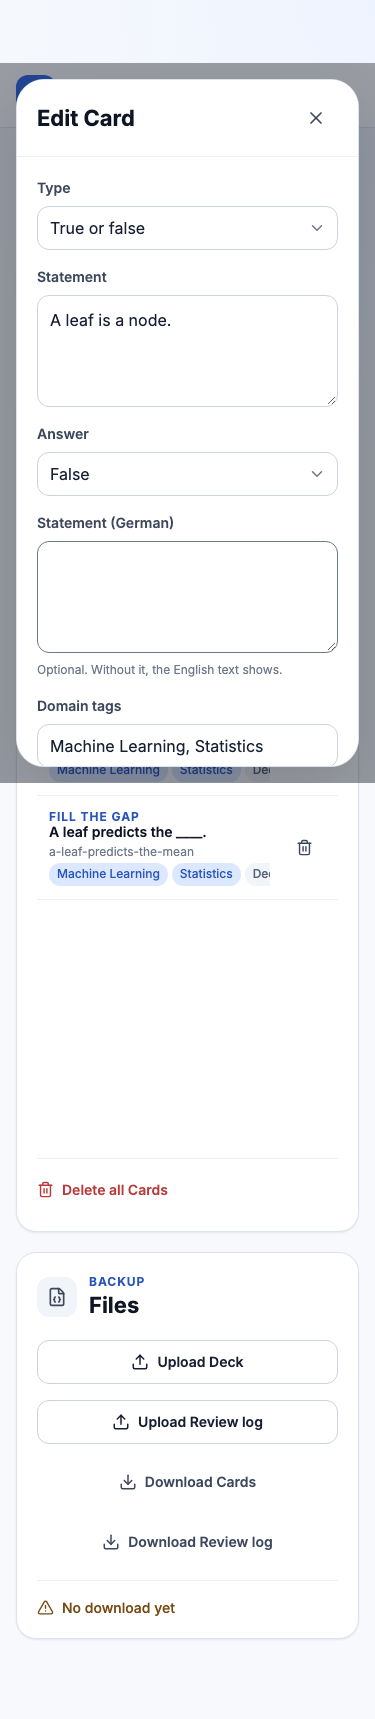 Edit Card
Type
True or false
Statement
A leaf is a node.
Answer
False
Statement (German)
Optional. Without it, the English text shows.
Domain tags
Machine Learning, Statistics
Machine Learning Statistics
FILL THE GAP
A leaf predicts the ____.
a-leaf-predicts-the-mean
Machine Learning Statistics
Delete all Cards
BACKUP
Files
Upload Deck
Upload Review log
Download Cards
Download Review log
No download yet